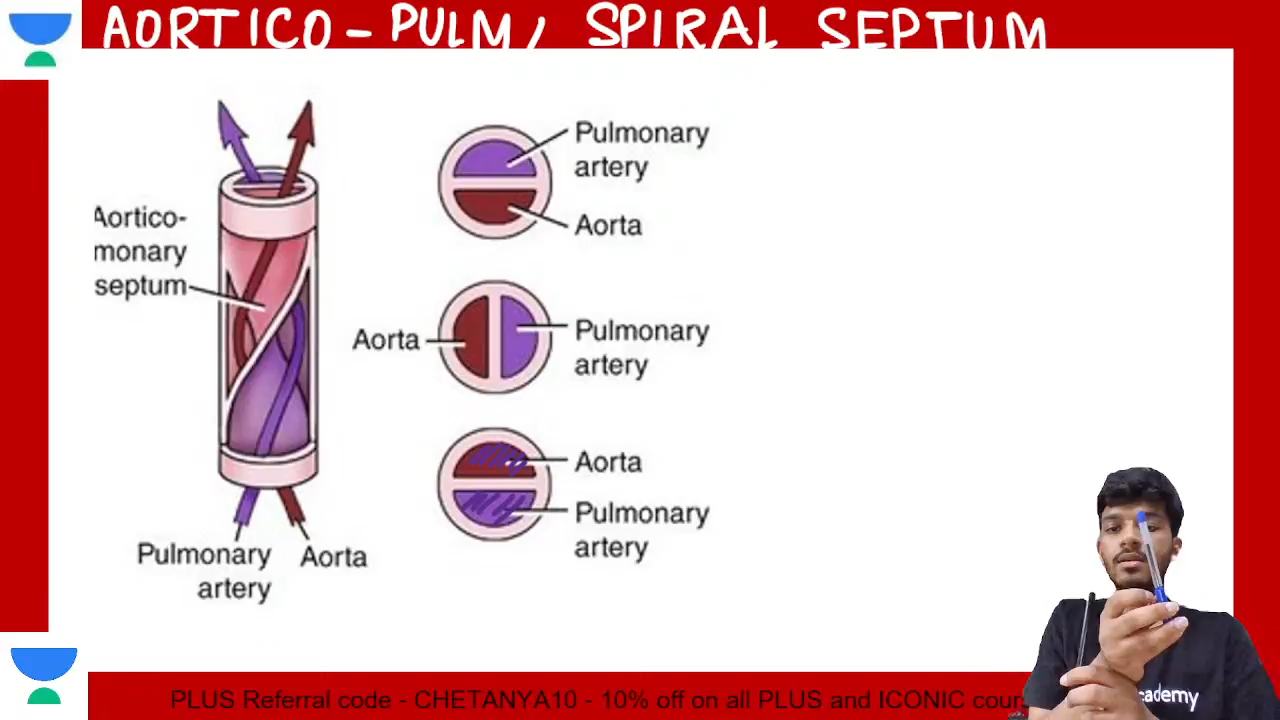 AORTICO - PULM / SPIRAL SEPTUM
Aortico-
monary
septum
Pulmonary
artery
Aorta
Pulmonary
artery
Aorta
Aorta
Pulmonary
artery
Aorta
Pulmonary
artery
PLUS Referral code - CHETANYA10 - 10% off on all PLUS and ICONIC cour
cademy